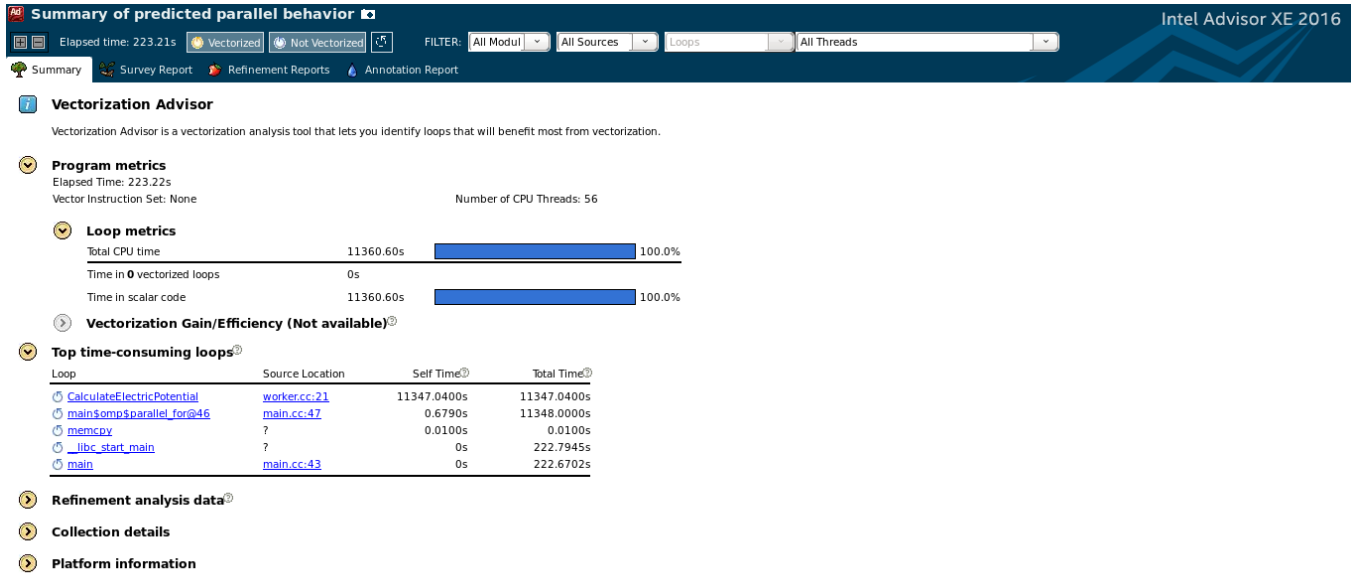 Summary of predicted parallel behavior
Intel Advisor XE 2016
Elapsed time: 223.21s Vectorized Not Vectorized FILTER: All Modul All Sources Loops All Threads
Summary Survey Report Refinement Reports Annotation Report
Vectorization Advisor
Vectorization Advisor is a vectorization analysis tool that lets you identify loops that will benefit most from vectorization.
Program metrics
Elapsed Time: 223.22s
Vector Instruction Set: None Number of CPU Threads: 56
Loop metrics
Total CPU time 11360.60s 100.0%
Time in 0 vectorized loops 0s
Time in scalar code 11360.60s 100.0%
Vectorization Gain/Efficiency (Not available)
Top time-consuming loops
Loop Source Location Self Time Total Time
CalculateElectricPotential worker.cc:21 11347.0400s 11347.0400s
main$omp$parallel_for@46 main.cc:47 0.6790s 11348.0000s
memcpy ? 0.0100s 0.0100s
__libc_start_main ? 0s 222.7945s
main main.cc:43 0s 222.6702s
Refinement analysis data
Collection details
Platform information